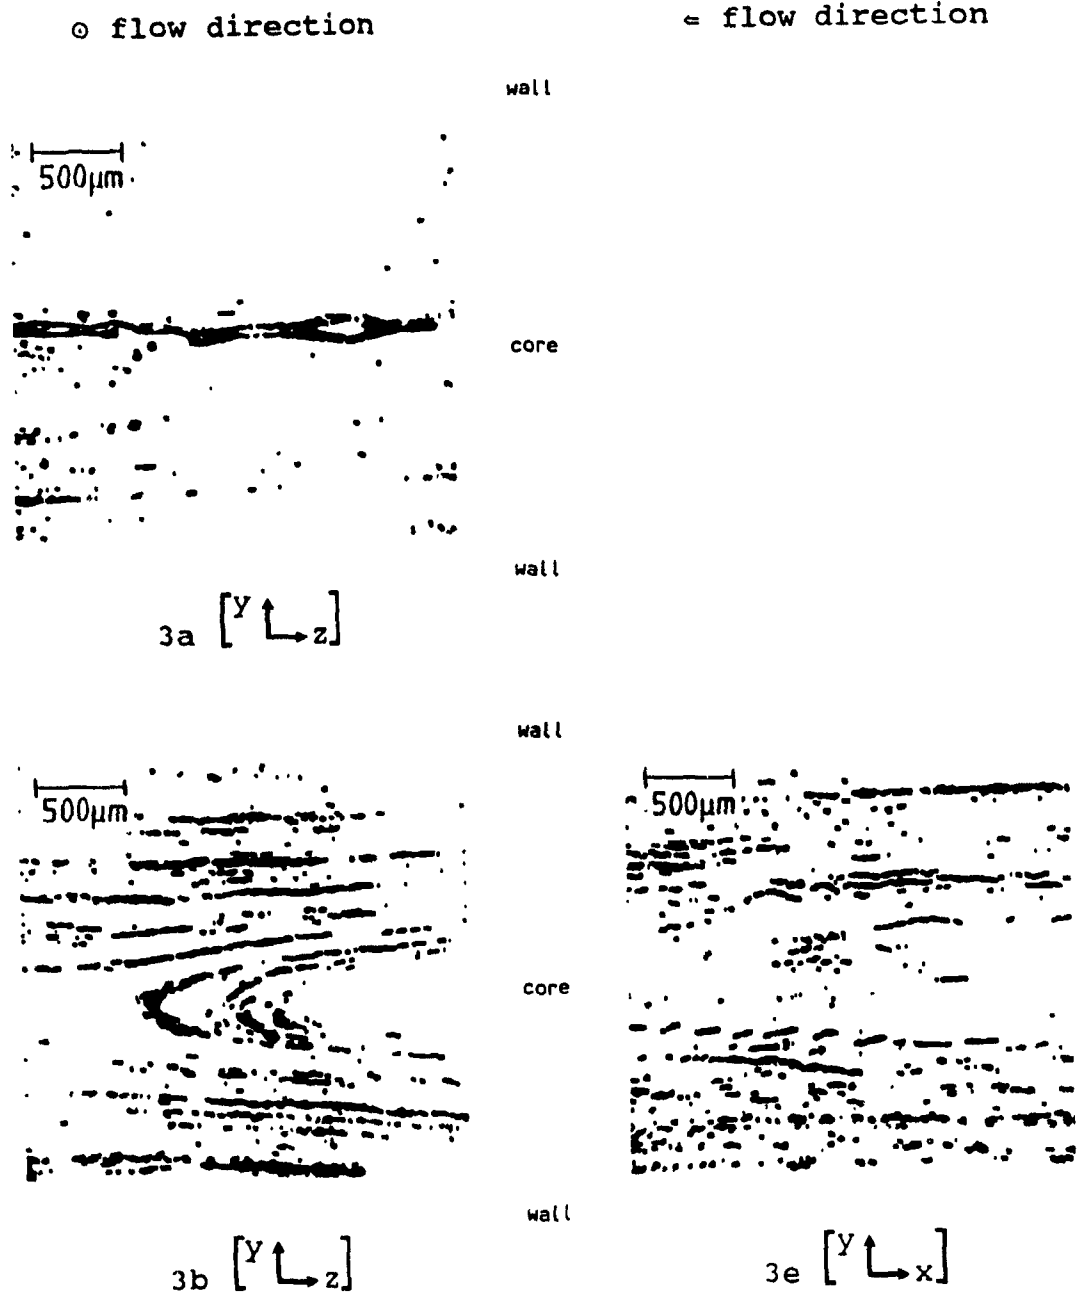 ⊙ flow direction
⇐ flow direction
wall
500μm
core
wall
3a [y z]
wall
500μm
500μm
core
wall
3b [y z]
3e [y x]